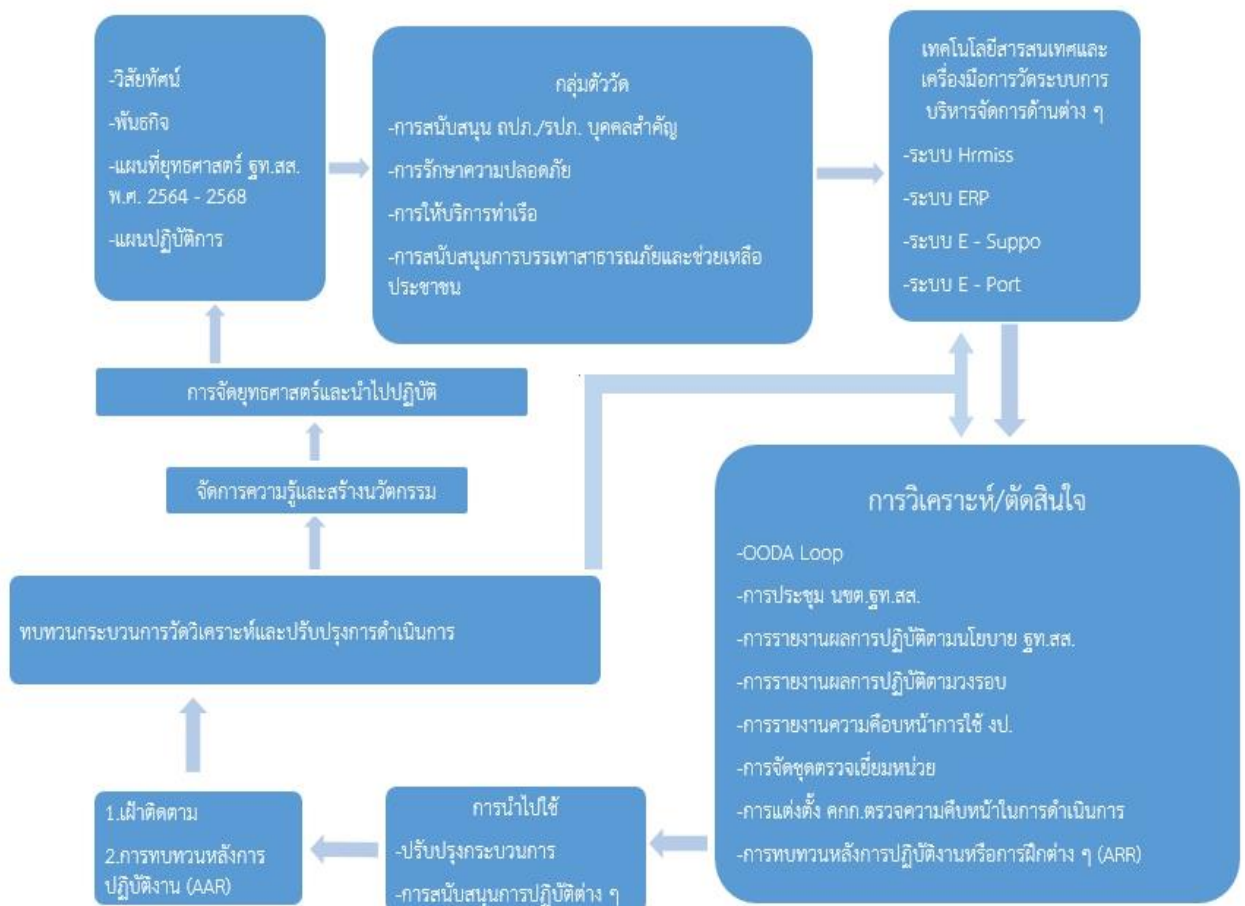 -วิสัยทัศน์
-พันธกิจ
-แผนที่ยุทธศาสตร์ ฐท.สส.
พ.ศ. 2564 - 2568
-แผนปฏิบัติการ
กลุ่มตัววัด
-การสนับสนุน ถปภ./รปภ. บุคคลสำคัญ
-การรักษาความปลอดภัย
-การให้บริการท่าเรือ
-การสนับสนุนการบรรเทาสาธารณภัยและช่วยเหลือ
ประชาชน
เทคโนโลยีสารสนเทศและ
เครื่องมือการวัดระบบการ
บริหารจัดการด้านต่าง ๆ
-ระบบ Hrmiss
-ระบบ ERP
-ระบบ E - Suppo
-ระบบ E - Port
การจัดยุทธศาสตร์และนำไปปฏิบัติ
จัดการความรู้และสร้างนวัตกรรม
ทบทวนกระบวนการวัดวิเคราะห์และปรับปรุงการดำเนินการ
การวิเคราะห์/ตัดสินใจ
-OODA Loop
-การประชุม นขต.ฐท.สส.
-การรายงานผลการปฏิบัติตามนโยบาย ฐท.สส.
-การรายงานผลการปฏิบัติตามวงรอบ
-การรายงานความคือบหน้าการใช้ งป.
-การจัดชุดตรวจเยี่ยมหน่วย
-การแต่งตั้ง คกก.ตรวจความคืบหน้าในการดำเนินการ
-การทบทวนหลังการปฏิบัติงานหรือการฝึกต่าง ๆ (ARR)
การนำไปใช้
-ปรับปรุงกระบวนการ
-การสนับสนุนการปฏิบัติต่าง ๆ
1.เฝ้าติดตาม
2.การทบทวนหลังการ
ปฏิบัติงาน (AAR)